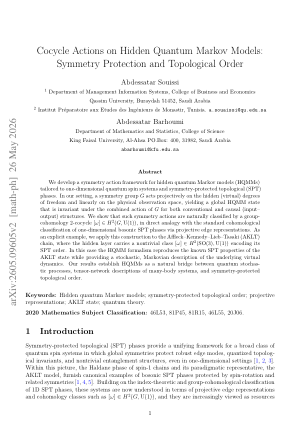 Cocycle Actions on Hidden Quantum Markov Models:
Symmetry Protection and Topological Order
Abdessatar Souissi
¹ Department of Management Information Systems, College of Business and Economics
Qassim University, Buraydah 51452, Saudi Arabia
² Institut Préparatoire aux Études des Ingénieurs de Monastir, Tunisia. a.souaissi@qu.edu.sa
Abdessatar Barhoumi
Department of Mathematics and Statistics, College of Science
King Faisal University, Al-Ahsa PO. Box 400, 31982, Saudi Arabia
abarhoumi@kfu.edu.sa
Abstract
We develop a symmetry action framework for hidden quantum Markov models (HQMMs)
tailored to one-dimensional quantum spin systems and symmetry-protected topological (SPT)
phases. In our setting, a symmetry group G acts projectively on the hidden (virtual) degrees
of freedom and linearly on the physical observation space, yielding a global HQMM state
that is invariant under the combined action of G for both conventional and causal (input–
output) structures. We show that such symmetric actions are naturally classified by a group-
cohomology 2-cocycle [ω] ∈ H²(G, U(1)), in direct analogy with the standard cohomological
classification of one-dimensional bosonic SPT phases via projective edge representations. As
an explicit example, we apply this construction to the Affleck–Kennedy–Lieb–Tasaki (AKLT)
chain, where the hidden layer carries a nontrivial class [ω] ∈ H²(SO(3), U(1)) encoding its
SPT order. In this case the HQMM formalism reproduces the known SPT properties of the
AKLT state while providing a stochastic, Markovian description of the underlying virtual
dynamics. Our results establish HQMMs as a natural bridge between quantum stochas-
tic processes, tensor-network descriptions of many-body systems, and symmetry-protected
topological order.
Keywords: Hidden quantum Markov models; symmetry-protected topological order; projective
representations; AKLT state; quantum theory.
2020 Mathematics Subject Classification: 46L53, 81P45, 81R15, 46L55, 20J06
1 Introduction
Symmetry-protected topological (SPT) phases provide a unifying framework for a broad class of
quantum spin systems in which global symmetries protect robust edge modes, quantized
topological invariants, and nontrivial entanglement structures, even in one-dimensional settings [1, 2, 3].
Within this picture, the Haldane phase of spin-1 chains and its paradigmatic representative, the
AKLT model, furnish canonical examples of bosonic SPT phases protected by spin-rotation and
related symmetries [1, 4, 5]. Building on the index-theoretic and group-cohomological classification
of 1D SPT phases, these systems are now understood in terms of projective edge representations
and cohomology classes such as [ω] ∈ H²(G, U(1)), and are increasingly viewed as resources
1
arXiv:2605.09605v2 [math-ph] 26 May 2026